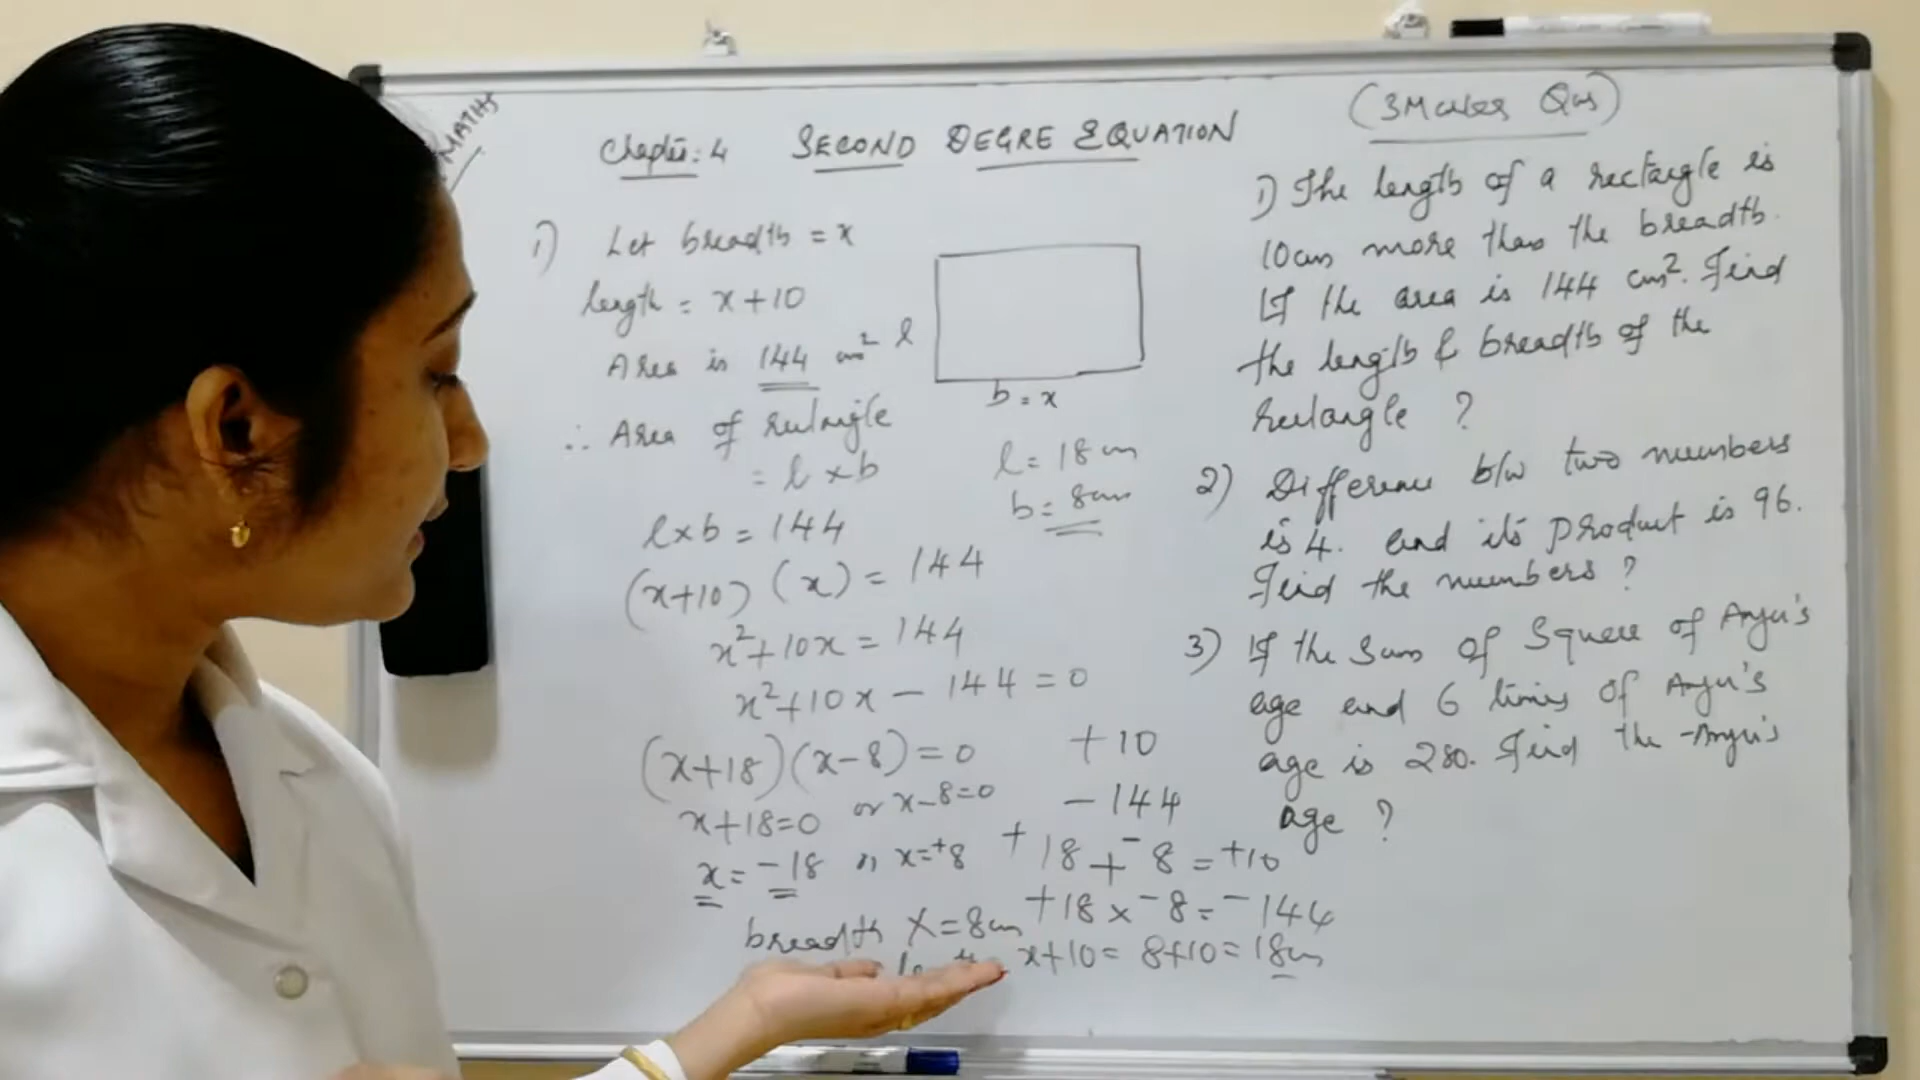 MATHS
Chapter: 4 SECOND DEGRE EQUATION
1) Let breadth = x
length = x+10
Area is 144 cm²
∴ Area of
= l × b
l×b = 144
(x+10) (x) = 144
x²+10x = 144
x²+10x – 144 = 0
(x+18)(x–8) = 0
x+18=0 or x–8=0
x = –18 or x=+8
breadth x=8cm
x+10 = 8+10 = 18cm
l
b = x
l = 18cm
b = 8cm
+10
–144
+18 + –8 = +10
+18 × –8 = –144
(3 Marks Qns)
1) The length of a rectangle is
10cm more than the breadth.
If the area is 144 cm². Find
the length & breadth of the
rectangle ?
2) Difference b/w two numbers
is 4. and its product is 96.
Find the numbers ?
3) If the Sum of Square of Anju's
age and 6 times of Anju's
age is 280. Find the Anju's
age ?